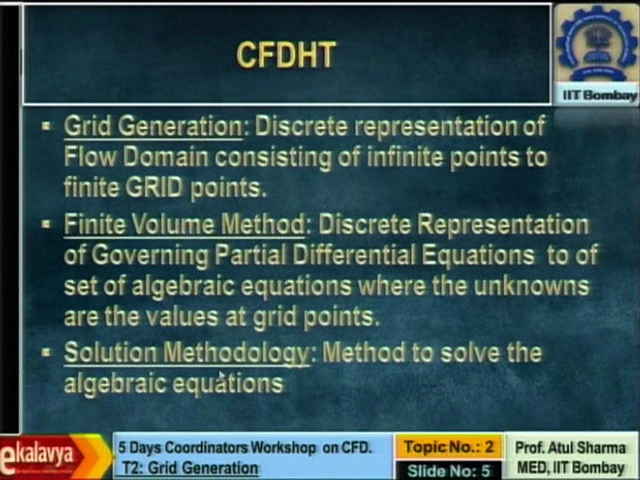 CFDHT
IIT Bombay
Grid Generation: Discrete representation of
Flow Domain consisting of infinite points to
finite GRID points.
Finite Volume Method: Discrete Representation
of Governing Partial Differential Equations to of
set of algebraic equations where the unknowns
are the values at grid points.
Solution Methodology: Method to solve the
algebraic equations
ekalavya
5 Days Coordinators Workshop on CFD.
T2: Grid Generation
Topic No.: 2
Slide No: 5
Prof. Atul Sharma
MED, IIT Bombay